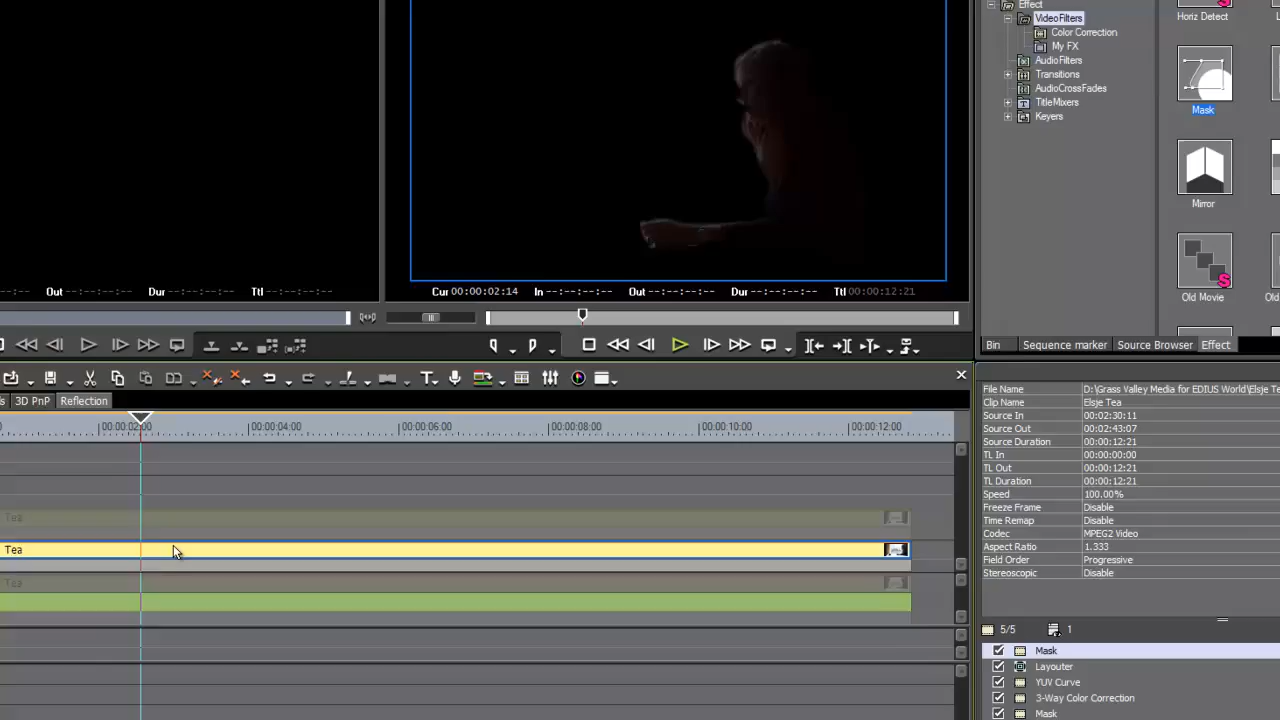 Effect
VideoFilters
Color Correction
My FX
AudioFilters
Transitions
AudioCrossFades
TitleMixers
Keyers
Horiz Detect
Mask
Mirror
Old Movie
Out --:--:--:-- Dur --:--:--:-- Ttl --:--:--:--
Cur 00:00:02:14 In --:--:--:-- Out --:--:--:-- Dur --:--:--:-- Ttl 00:00:12:21
Bin Sequence marker Source Browser Effect
3D PnP Reflection
00:00:02:00 00:00:04:00 00:00:06:00 00:00:08:00 00:00:10:00 00:00:12:00
Tea
Tea
Tea
File Name D:\Grass Valley Media for EDIUS World\Elsje Te
Clip Name Elsje Tea
Source In 00:02:30:11
Source Out 00:02:43:07
Source Duration 00:00:12:21
TL In 00:00:00:00
TL Out 00:00:12:21
TL Duration 00:00:12:21
Speed 100.00%
Freeze Frame Disable
Time Remap Disable
Codec MPEG2 Video
Aspect Ratio 1.333
Field Order Progressive
Stereoscopic Disable
5/5 1
Mask
Layouter
YUV Curve
3-Way Color Correction
Mask